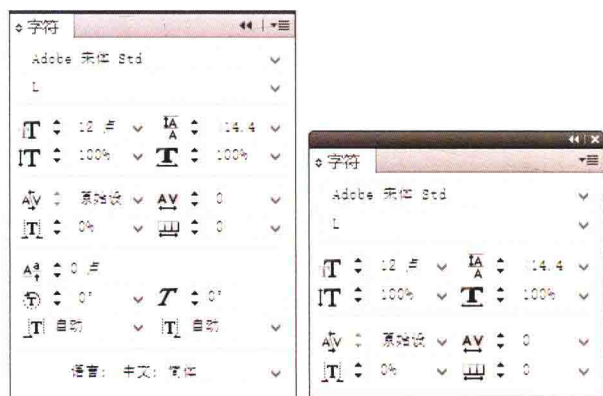 字符
Adobe 宋体 Std
L
12 点 14.4
100% 100%
原始设 0
0% 0
0 点
0° 0°
自动 自动
语言: 中文: 简体
字符
Adobe 宋体 Std
L
12 点 14.4
100% 100%
原始设 0
0% 0